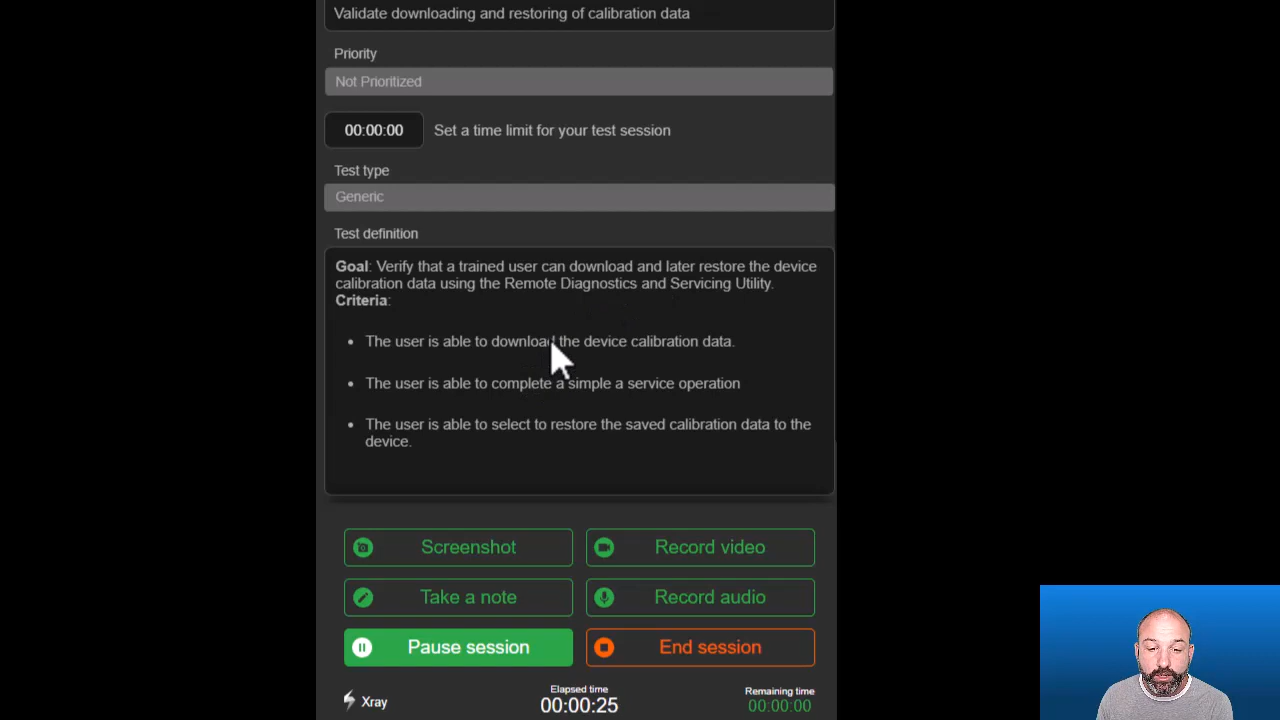 Validate downloading and restoring of calibration data
Priority
Not Prioritized
00:00:00 Set a time limit for your test session
Test type
Generic
Test definition
Goal: Verify that a trained user can download and later restore the device
calibration data using the Remote Diagnostics and Servicing Utility.
Criteria:
• The user is able to download the device calibration data.
• The user is able to complete a simple a service operation
• The user is able to select to restore the saved calibration data to the
device.
Screenshot Record video
Take a note Record audio
Pause session End session
Xray Elapsed time Remaining time
00:00:25 00:00:00